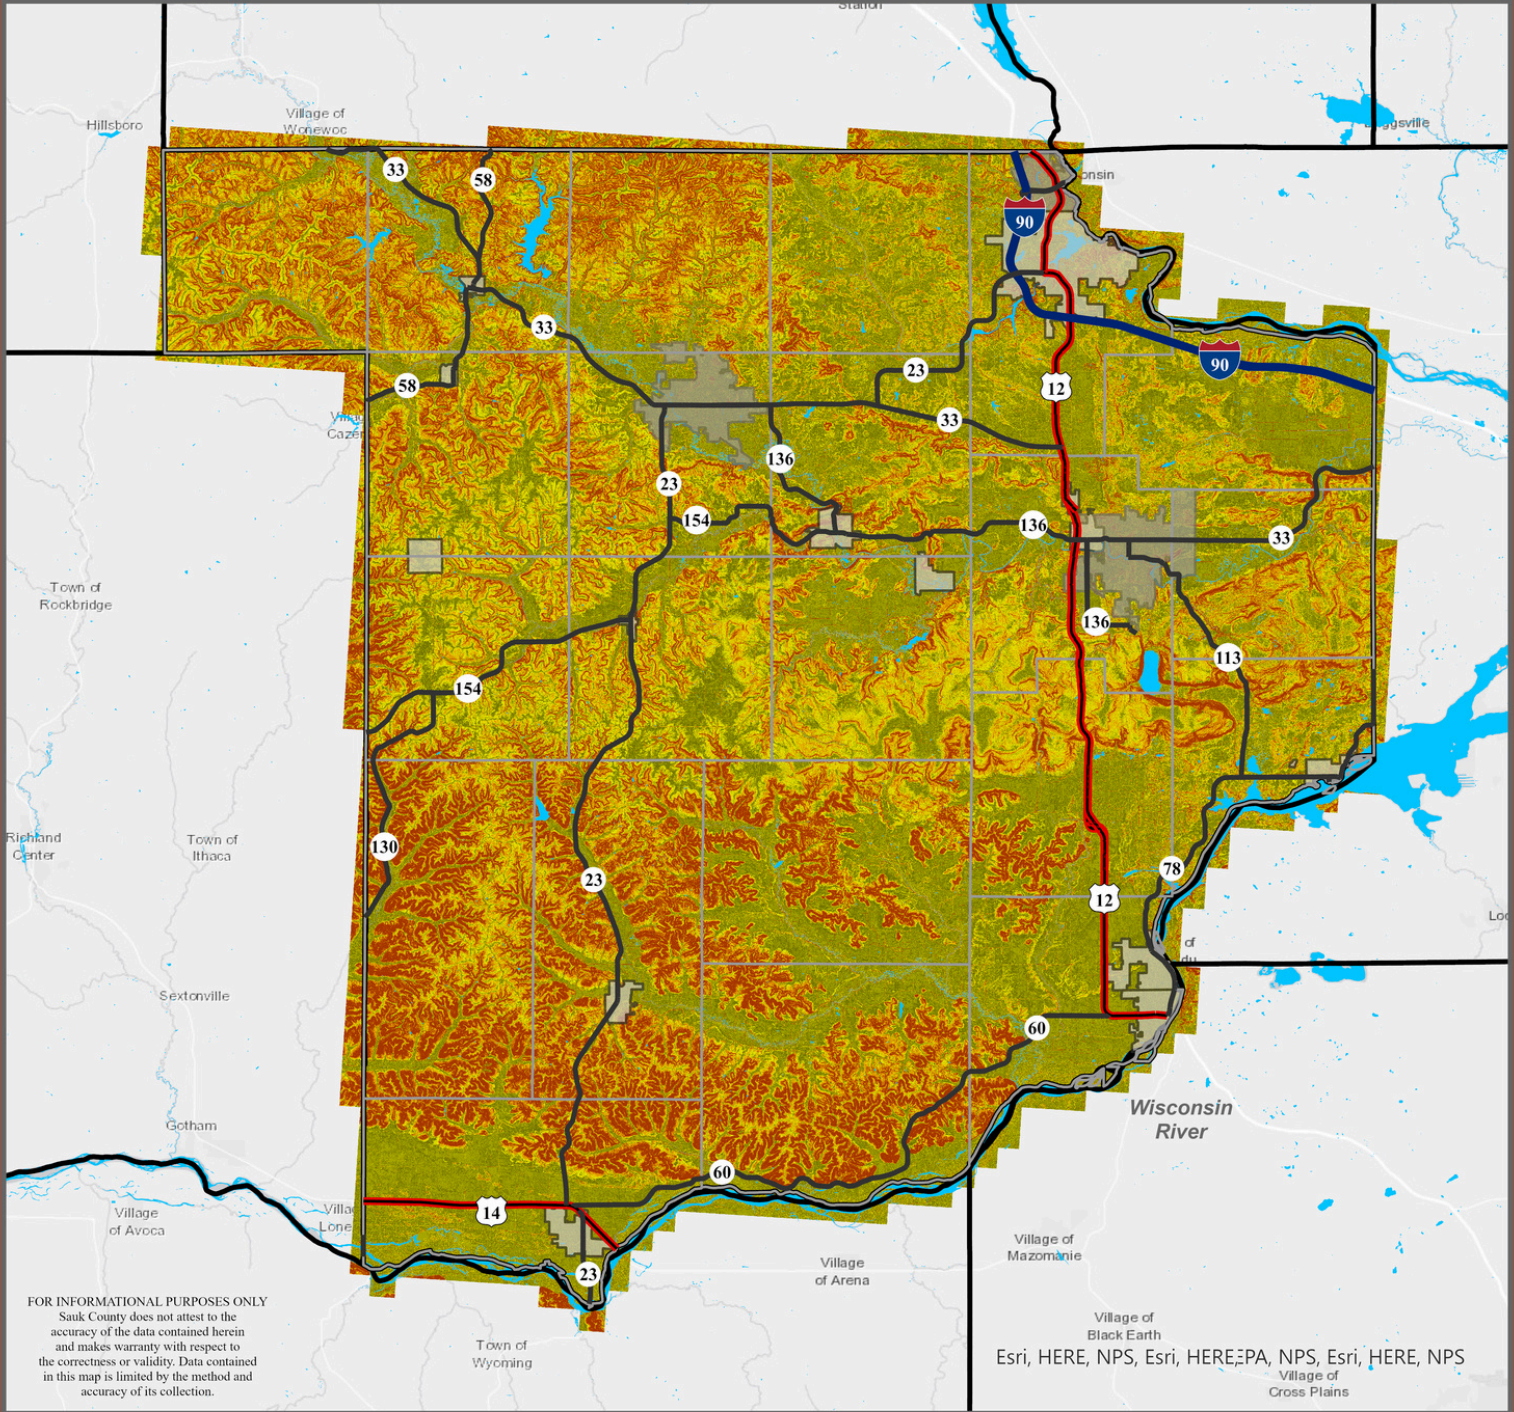 Station
Village of
Wonewoc
Hillsboro
onsin
33
58
90
33
90
23
12
58
33
136
23
154
136
33
Town of
Rockbridge
136
113
154
130
Richland
Center
Town of
Ithaca
78
23
12
of
du
Sextonville
60
Wisconsin
River
Gotham
60
14
Village
of Avoca
Village of
Mazomanie
Village
of Arena
23
FOR INFORMATIONAL PURPOSES ONLY
Sauk County does not attest to the
accuracy of the data contained herein
and makes warranty with respect to
the correctness or validity. Data contained
in this map is limited by the method and
accuracy of its collection.
Village of
Black Earth
Town of
Wyoming
Esri, HERE, NPS, Esri, HERE, EPA, NPS, Esri, HERE, NPS
Village of
Cross Plains